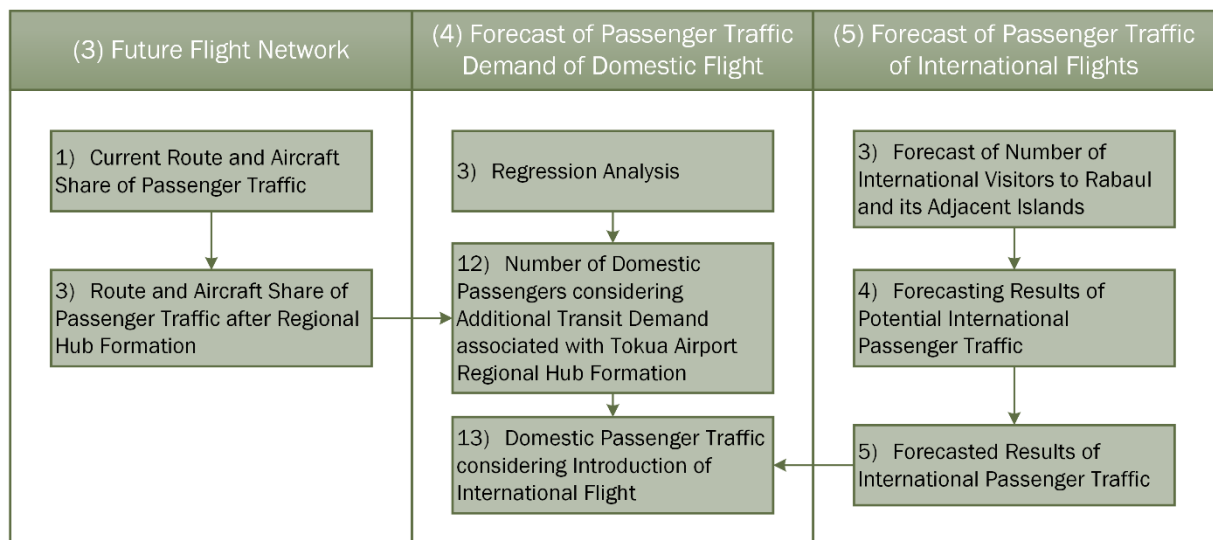 (3) Future Flight Network
(4) Forecast of Passenger Traffic
Demand of Domestic Flight
(5) Forecast of Passenger Traffic
of International Flights
1) Current Route and Aircraft
Share of Passenger Traffic
3) Route and Aircraft Share of
Passenger Traffic after Regional
Hub Formation
3) Regression Analysis
12) Number of Domestic
Passengers considering
Additional Transit Demand
associated with Tokua Airport
Regional Hub Formation
13) Domestic Passenger Traffic
considering Introduction of
International Flight
3) Forecast of Number of
International Visitors to Rabaul
and its Adjacent Islands
4) Forecasting Results of
Potential International
Passenger Traffic
5) Forecasted Results of
International Passenger Traffic